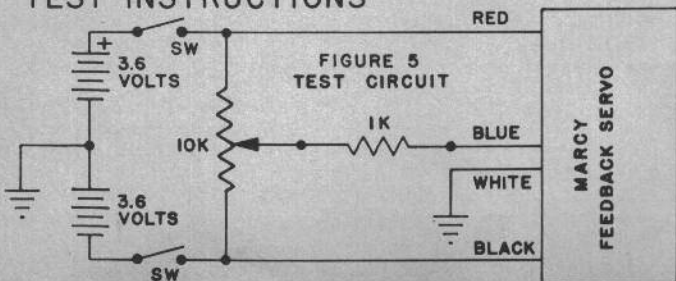 TEST INSTRUCTIONS
RED
SW
+
3.6
VOLTS
FIGURE 5
TEST CIRCUIT
10K
1K
BLUE
WHITE
3.6
VOLTS
BLACK
SW
MARCY
FEEDBACK SERVO